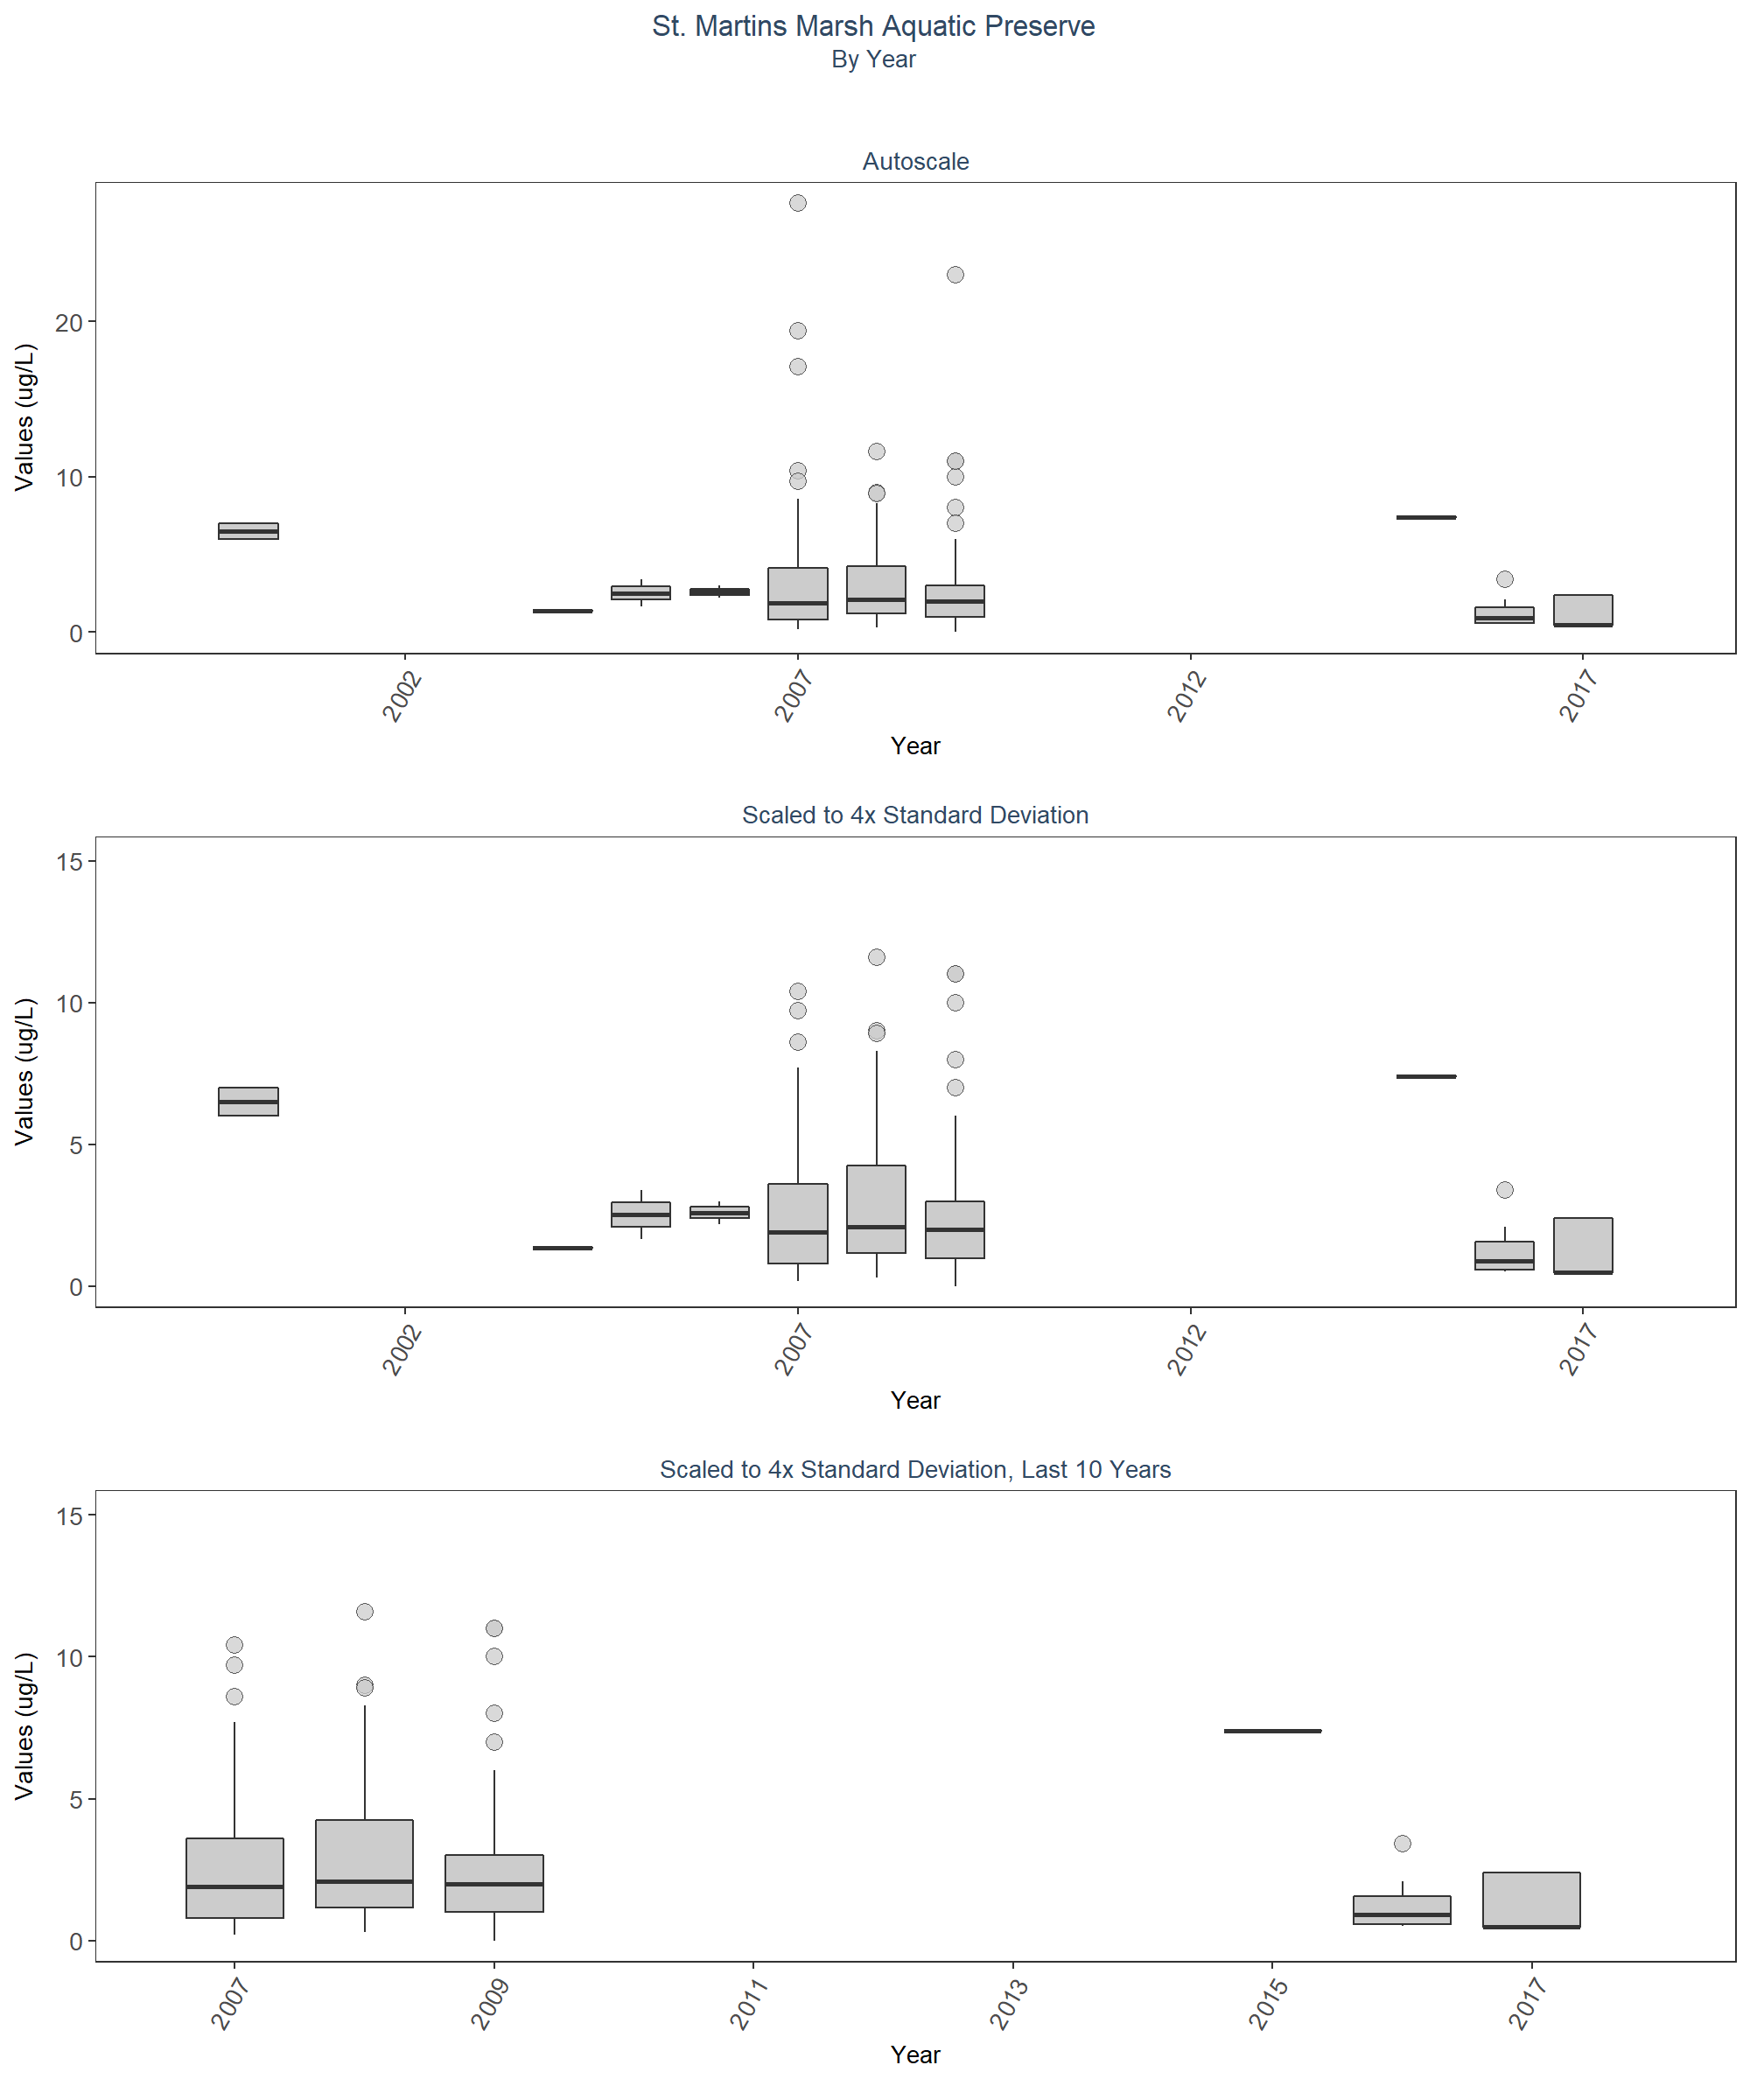 St. Martins Marsh Aquatic Preserve
By Year
Autoscale
Values (ug/L)
20
10
0
2002
2007
2012
2017
Year
Scaled to 4x Standard Deviation
Values (ug/L)
15
10
5
0
2002
2007
2012
2017
Year
Scaled to 4x Standard Deviation, Last 10 Years
Values (ug/L)
15
10
5
0
2007
2009
2011
2013
2015
2017
Year